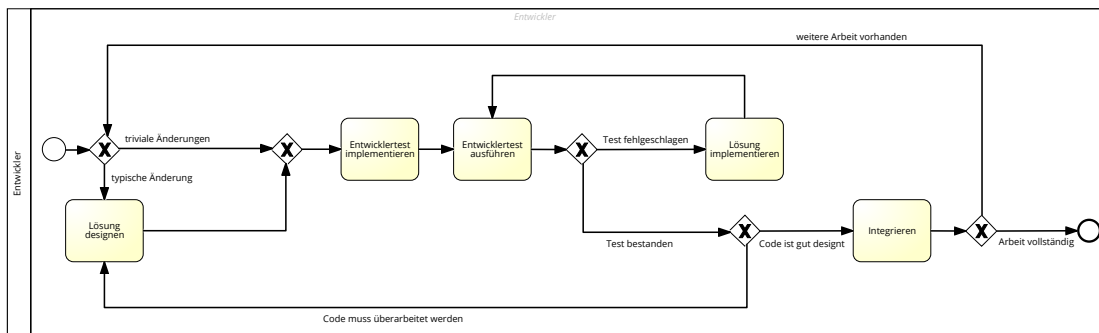 Entwickler
Entwickler
weitere Arbeit vorhanden
triviale Änderungen
Entwicklertest
implementieren
Entwicklertest
ausführen
Test fehlgeschlagen
Lösung
implementieren
typische Änderung
Lösung
designen
Test bestanden
Code ist gut designt
Integrieren
Arbeit vollständig
Code muss überarbeitet werden